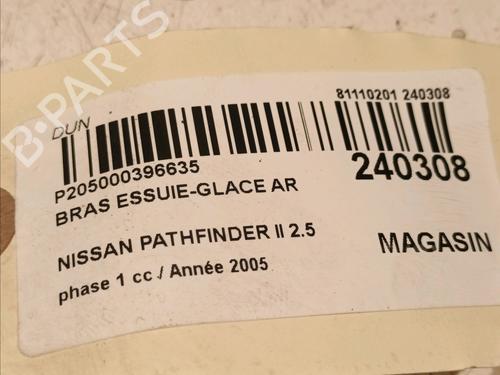 B-PARTS
DUN
81110201 240308
P205000396635
240308
BRAS ESSUIE-GLACE AR
NISSAN PATHFINDER II 2.5
MAGASIN
phase 1 cc / Année 2005